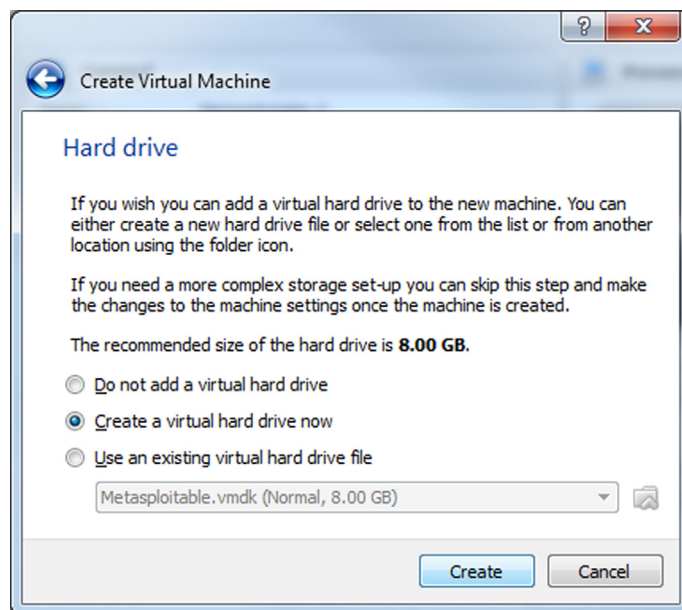 Create Virtual Machine
Hard drive
If you wish you can add a virtual hard drive to the new machine. You can
either create a new hard drive file or select one from the list or from another
location using the folder icon.
If you need a more complex storage set-up you can skip this step and make
the changes to the machine settings once the machine is created.
The recommended size of the hard drive is 8.00 GB.
Do not add a virtual hard drive
Create a virtual hard drive now
Use an existing virtual hard drive file
Metasploitable.vmdk (Normal, 8.00 GB)
Create Cancel